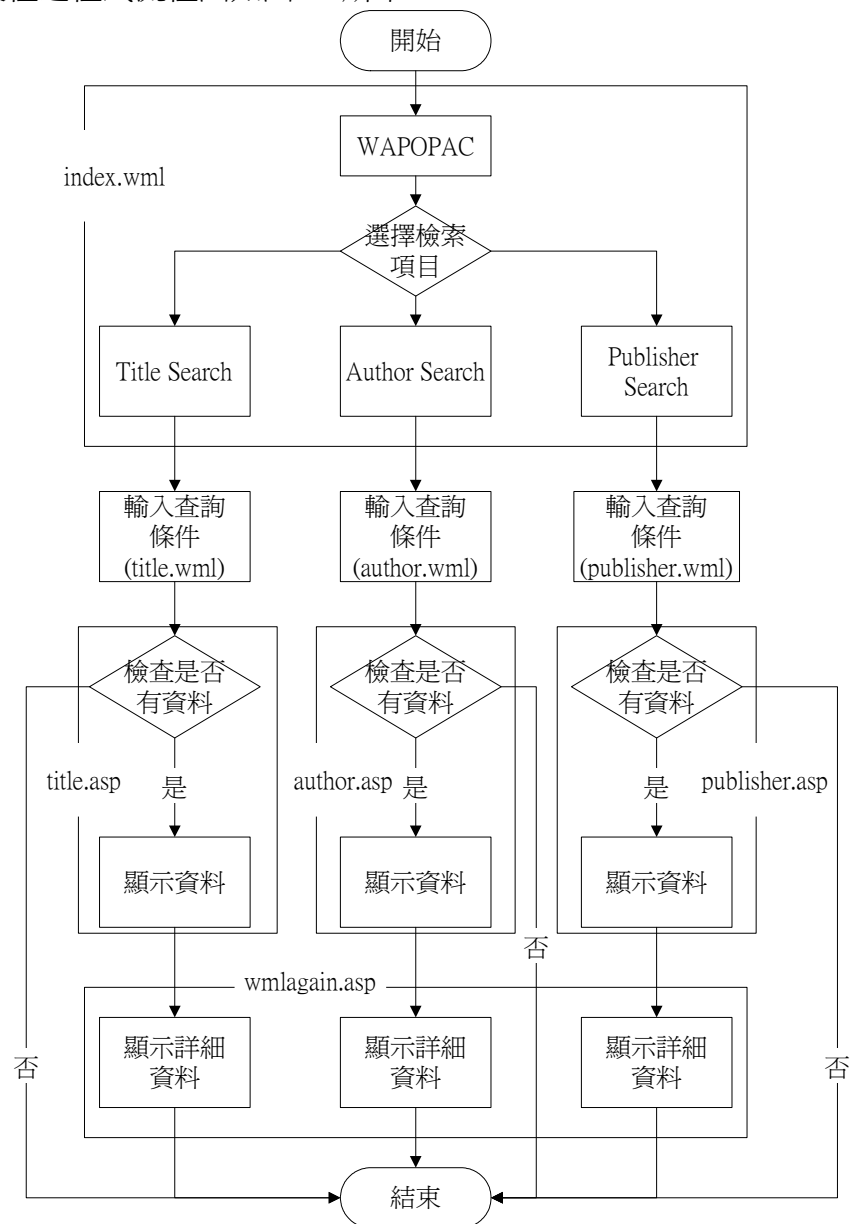 開始
WAPOPAC
index.wml
選擇檢索
項目
Title Search
Author Search
Publisher
Search
輸入查詢
條件
(title.wml)
輸入查詢
條件
(author.wml)
輸入查詢
條件
(publisher.wml)
檢查是否
有資料
檢查是否
有資料
檢查是否
有資料
title.asp
是
author.asp
是
是
publisher.asp
顯示資料
顯示資料
顯示資料
否
wmlagain.asp
顯示詳細
資料
顯示詳細
資料
顯示詳細
資料
否
否
結束